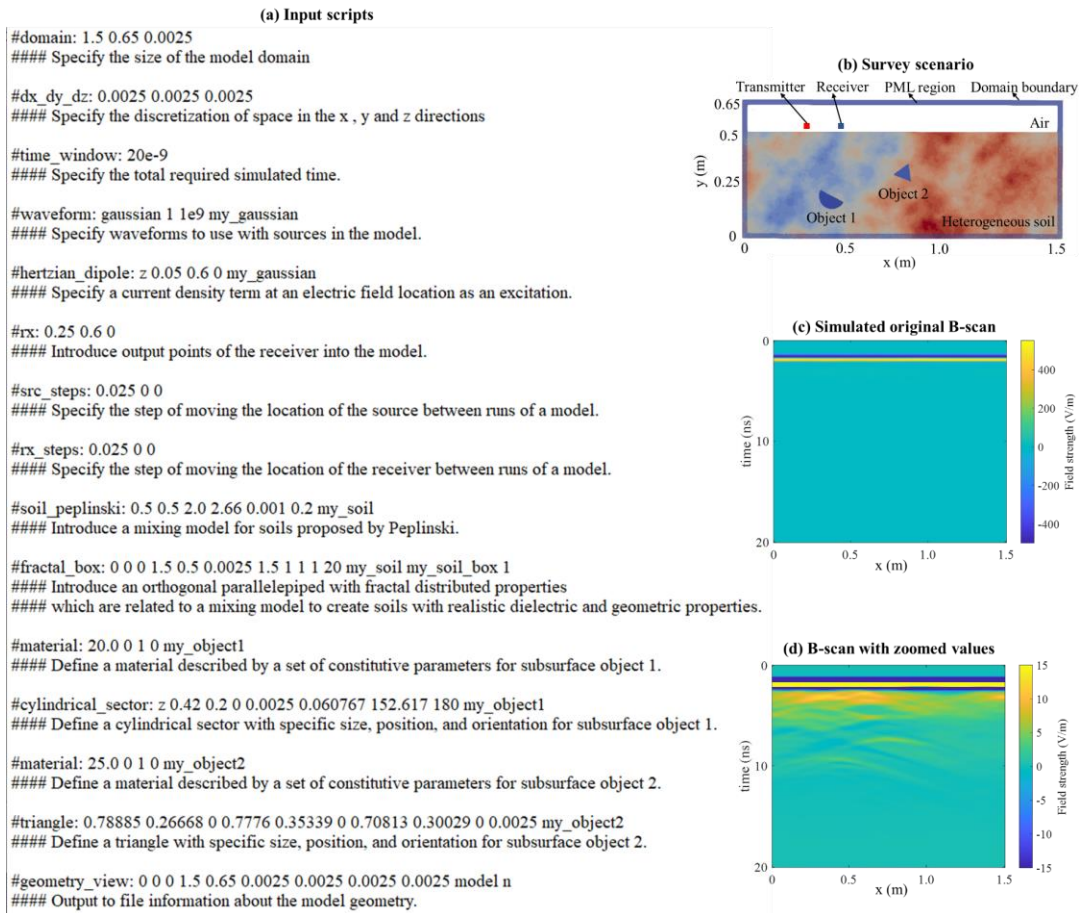 (a) Input scripts
#domain: 1.5 0.65 0.0025
#### Specify the size of the model domain
#dx_dy_dz: 0.0025 0.0025 0.0025
#### Specify the discretization of space in the x , y and z directions
#time_window: 20e-9
#### Specify the total required simulated time.
#waveform: gaussian 1 1e9 my_gaussian
#### Specify waveforms to use with sources in the model.
#hertzian_dipole: z 0.05 0.6 0 my_gaussian
#### Specify a current density term at an electric field location as an excitation.
#rx: 0.25 0.6 0
#### Introduce output points of the receiver into the model.
#src_steps: 0.025 0 0
#### Specify the step of moving the location of the source between runs of a model.
#rx_steps: 0.025 0 0
#### Specify the step of moving the location of the receiver between runs of a model.
#soil_peplinski: 0.5 0.5 2.0 2.66 0.001 0.2 my_soil
#### Introduce a mixing model for soils proposed by Peplinski.
#fractal_box: 0 0 0 1.5 0.5 0.0025 1.5 1 1 1 20 my_soil my_soil_box 1
#### Introduce an orthogonal parallelepiped with fractal distributed properties
#### which are related to a mixing model to create soils with realistic dielectric and geometric properties.
#material: 20.0 0 1 0 my_object1
#### Define a material described by a set of constitutive parameters for subsurface object 1.
#cylindrical_sector: z 0.42 0.2 0 0.0025 0.060767 152.617 180 my_object1
#### Define a cylindrical sector with specific size, position, and orientation for subsurface object 1.
#material: 25.0 0 1 0 my_object2
#### Define a material described by a set of constitutive parameters for subsurface object 2.
#triangle: 0.78885 0.26668 0 0.7776 0.35339 0 0.70813 0.30029 0 0.0025 my_object2
#### Define a triangle with specific size, position, and orientation for subsurface object 2.
#geometry_view: 0 0 0 1.5 0.65 0.0025 0.0025 0.0025 0.0025 model n
#### Output to file information about the model geometry.
(b) Survey scenario
Transmitter Receiver PML region Domain boundary
0.65
Air
0.5
y (m)
0.25
Object 2
Object 1
Heterogeneous soil
0
0 0.5 1.0 1.5
x (m)
(c) Simulated original B-scan
0
10
20
time (ns)
0 0.5 1.0 1.5
x (m)
400
200
0
-200
-400
Field strength (V/m)
(d) B-scan with zoomed values
0
10
20
time (ns)
0 0.5 1.0 1.5
x (m)
15
10
5
0
-5
-10
-15
Field strength (V/m)